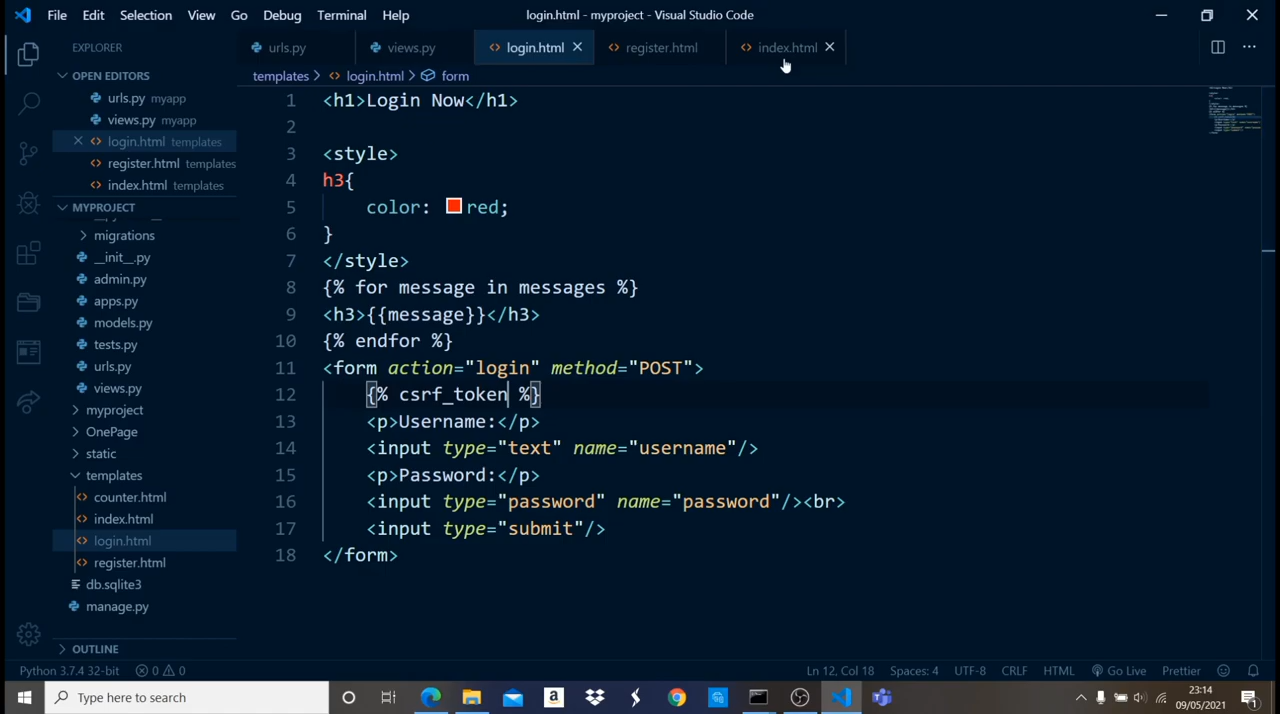 File Edit Selection View Go Debug Terminal Help login.html - myproject - Visual Studio Code
EXPLORER
urls.py views.py login.html register.html index.html
OPEN EDITORS
templates > login.html > form
urls.py myapp
views.py myapp
login.html templates
register.html templates
index.html templates
MYPROJECT
migrations
__init__.py
admin.py
apps.py
models.py
tests.py
urls.py
views.py
myproject
OnePage
static
templates
counter.html
index.html
login.html
register.html
db.sqlite3
manage.py
OUTLINE
1 <h1>Login Now</h1>
2
3 <style>
4 h3{
5 color: red;
6 }
7 </style>
8 {% for message in messages %}
9 <h3>{{message}}</h3>
10 {% endfor %}
11 <form action="login" method="POST">
12 {% csrf_token %}
13 <p>Username:</p>
14 <input type="text" name="username"/>
15 <p>Password:</p>
16 <input type="password" name="password"/><br>
17 <input type="submit"/>
18 </form>
Python 3.7.4 32-bit 0 0 Ln 12, Col 18 Spaces: 4 UTF-8 CRLF HTML Go Live Prettier
Type here to search
23:14
09/05/2021
1